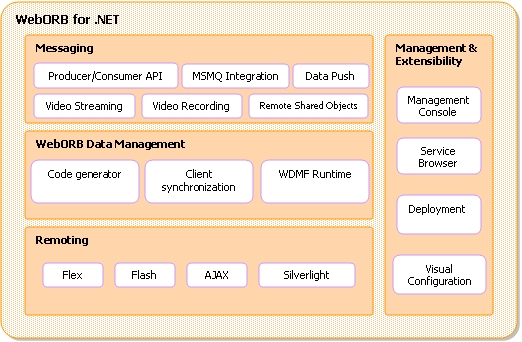 WebORB for .NET
Messaging
Producer/Consumer API
MSMQ Integration
Data Push
Video Streaming
Video Recording
Remote Shared Objects
WebORB Data Management
Code generator
Client
synchronization
WDMF Runtime
Remoting
Flex
Flash
AJAX
Silverlight
Management &
Extensibility
Management
Console
Service
Browser
Deployment
Visual
Configuration